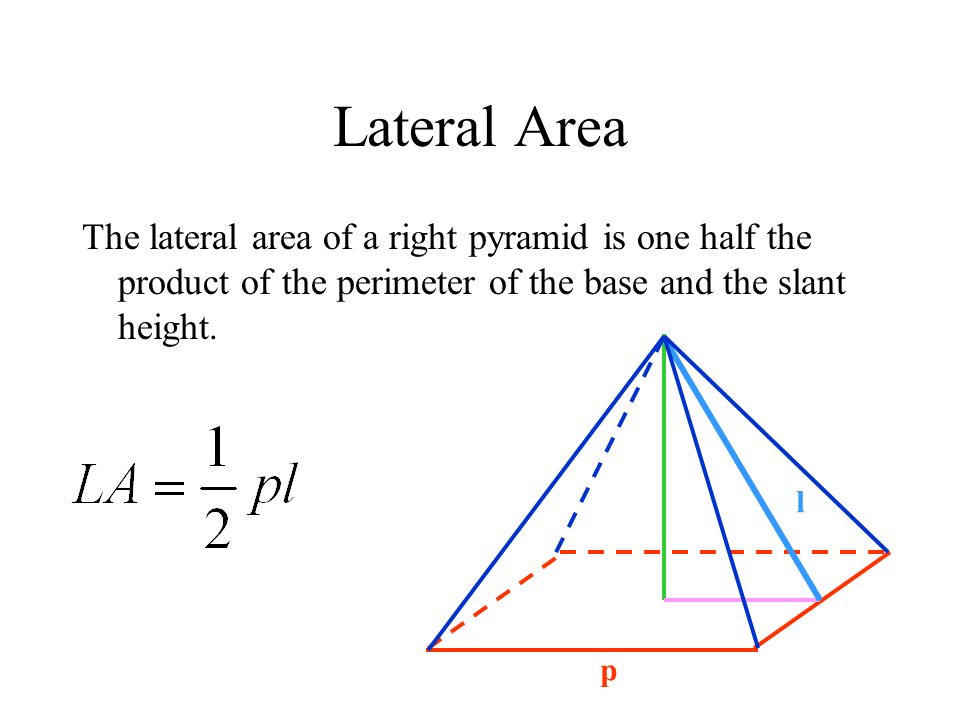 Lateral Area
The lateral area of a right pyramid is one half the
product of the perimeter of the base and the slant
height.
LA = 1/2 pl
l
p